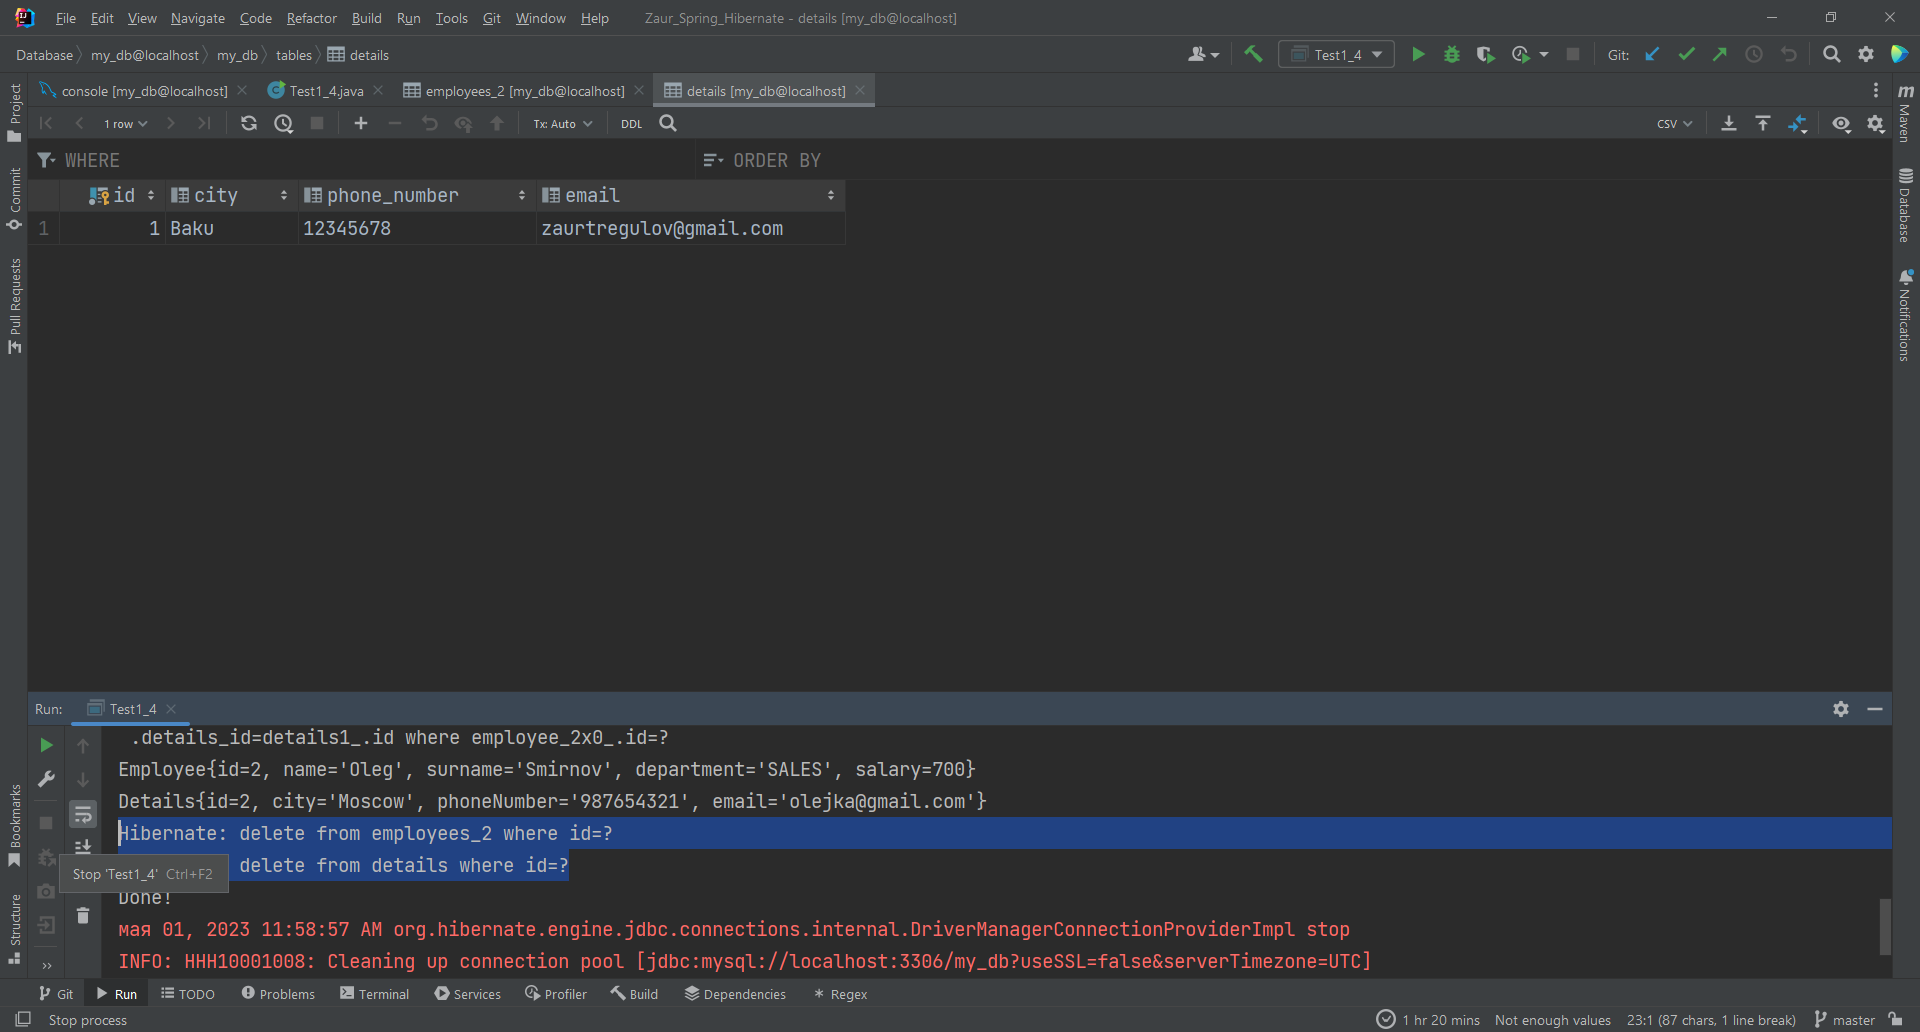 File Edit View Navigate Code Refactor Build Run Tools Git Window Help Zaur_Spring_Hibernate - details [my_db@localhost]
Database my_db@localhost my_db tables details Test1_4 Git:
console [my_db@localhost] Test1_4.java employees_2 [my_db@localhost] details [my_db@localhost]
1 row Tx: Auto DDL CSV
WHERE ORDER BY
id city phone_number email
1 1 Baku 12345678 zaurtregulov@gmail.com
Project
Commit
Pull Requests
Bookmarks
Structure
m
Maven
Database
Notifications
Run: Test1_4
.details_id=details1_.id where employee_2x0_.id=?
Employee{id=2, name='Oleg', surname='Smirnov', department='SALES', salary=700}
Details{id=2, city='Moscow', phoneNumber='987654321', email='olejka@gmail.com'}
Hibernate: delete from employees_2 where id=?
delete from details where id=?
Stop 'Test1_4' Ctrl+F2
Done!
мая 01, 2023 11:58:57 AM org.hibernate.engine.jdbc.connections.internal.DriverManagerConnectionProviderImpl stop
INFO: HHH10001008: Cleaning up connection pool [jdbc:mysql://localhost:3306/my_db?useSSL=false&serverTimezone=UTC]
Git Run TODO Problems Terminal Services Profiler Build Dependencies Regex
Stop process 1 hr 20 mins Not enough values 23:1 (87 chars, 1 line break) master